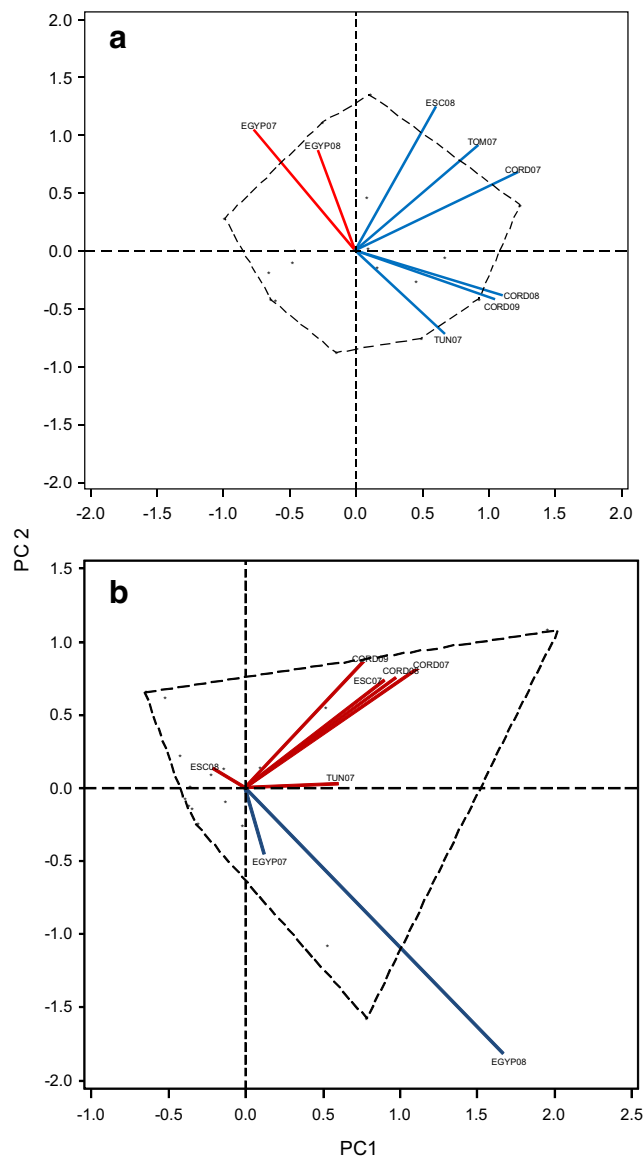 a
2.0
1.5
1.0
0.5
0.0
-0.5
-1.0
-1.5
-2.0
EGYP07
EGYP08
ESC08
TOM07
CORD07
CORD08
CORD09
TUN07
-2.0 -1.5 -1.0 -0.5 0.0 0.5 1.0 1.5 2.0
PC 2
b
1.5
1.0
0.5
0.0
-0.5
-1.0
-1.5
-2.0
CORD09
CORD07
CORD08
ESC07
ESC08
TUN07
EGYP07
EGYP08
-1.0 -0.5 0.0 0.5 1.0 1.5 2.0 2.5
PC1